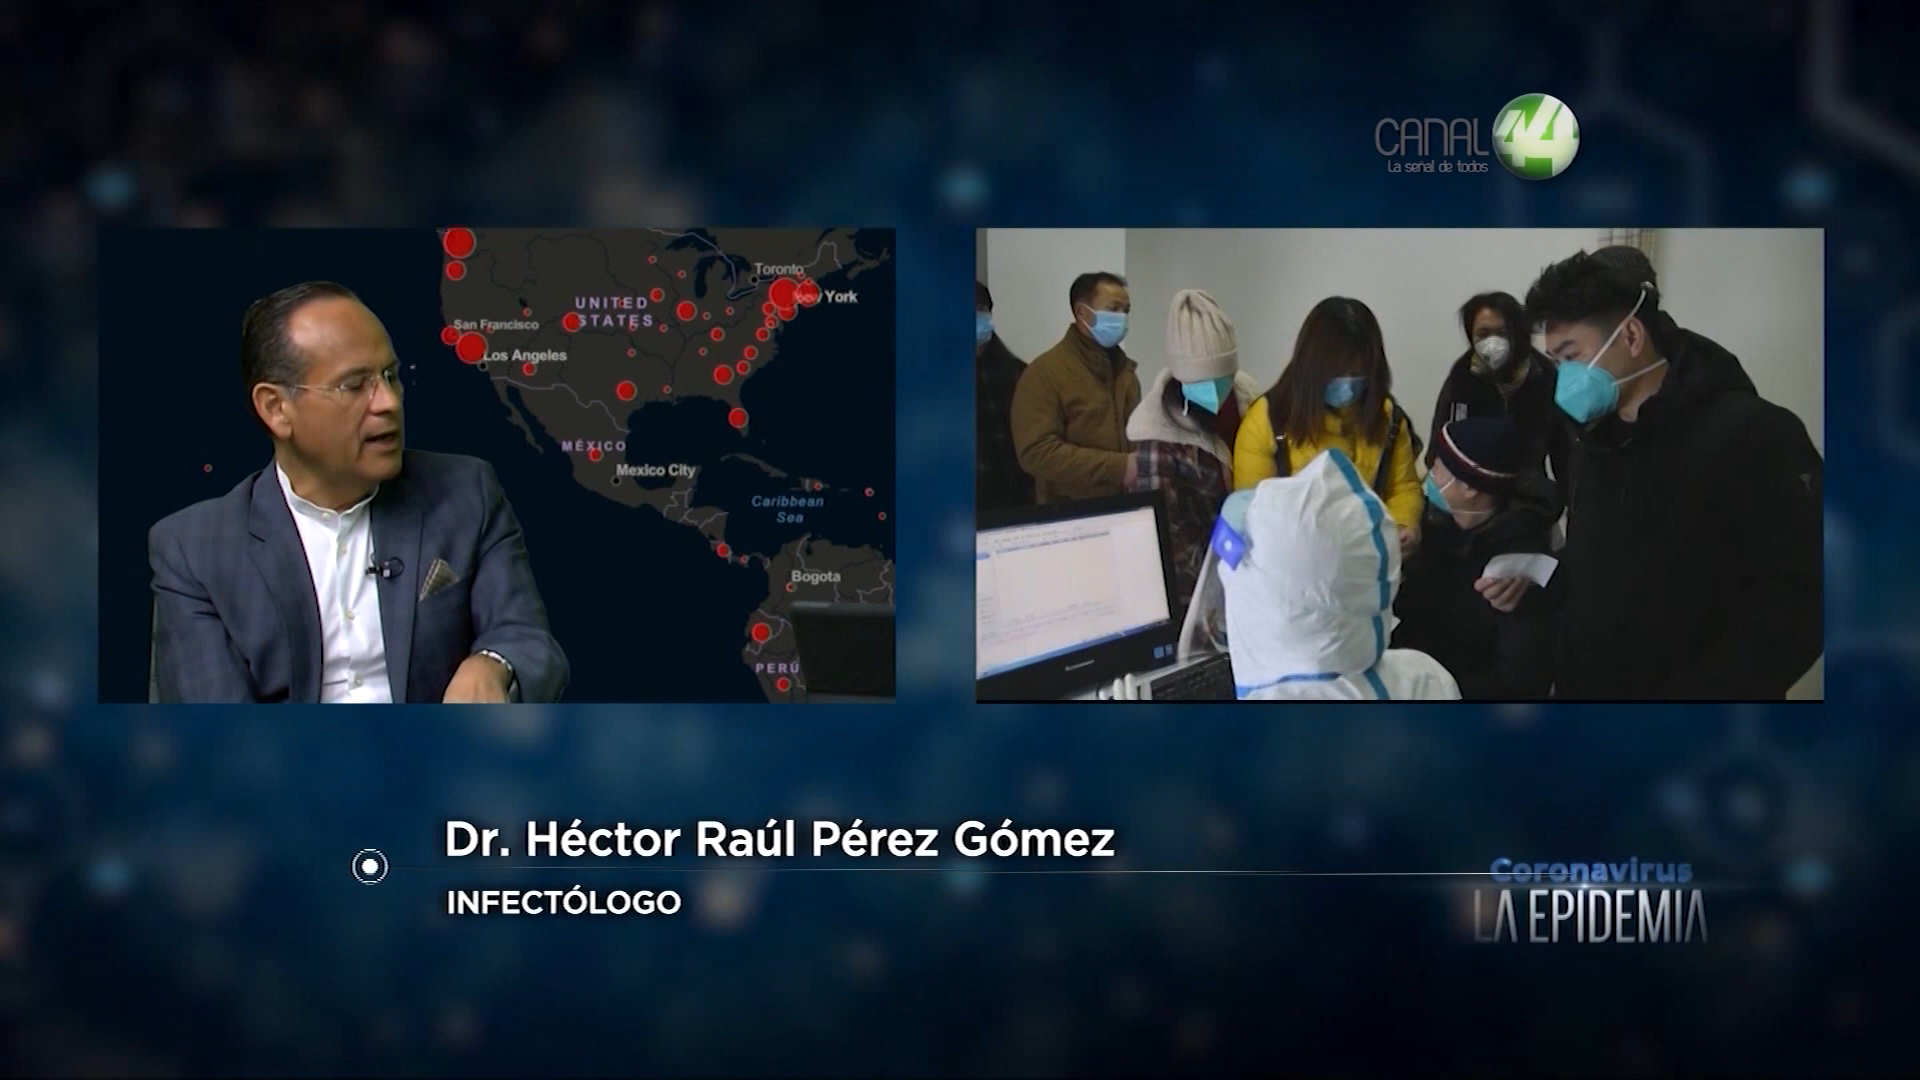 CANAL 44
La señal de todos
Toronto
New York
UNITED
STATES
San Francisco
Los Angeles
MÉXICO
Mexico City
Caribbean
Sea
Bogota
PERÚ
lenovo
Dr. Héctor Raúl Pérez Gómez
INFECTÓLOGO
Coronavirus
LA EPIDEMIA